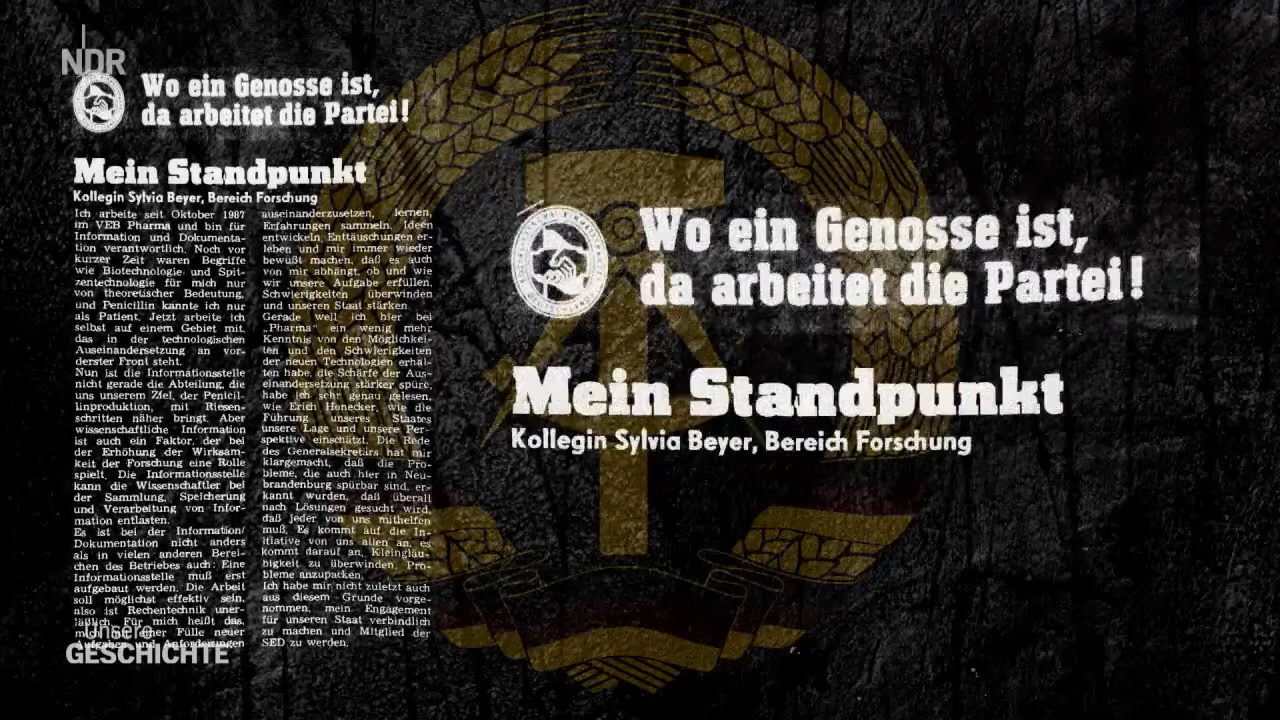 NDR
Wo ein Genosse ist,
da arbeitet die Partei!
Mein Standpunkt
Kollegin Sylvia Beyer, Bereich Forschung
Ich arbeite seit Oktober 1987
im VEB Pharma und bin für
Information und Dokumenta-
tion verantwortlich. Noch vor
kurzer Zeit waren Begriffe
wie Biotechnologie und Spit-
zentechnologie für mich nur
von theoretischer Bedeutung,
und Penicillin kannte ich nur
als Patient. Jetzt arbeite ich
selbst auf einem Gebiet mit,
das in der technologischen
Auseinandersetzung an vor-
derster Front steht.
Nun ist die Informationsstelle
nicht gerade die Abteilung, die
uns unserem Ziel, der Penicil-
linproduktion, mit Riesen-
schritten näher bringt. Aber
wissenschaftliche Information
ist auch ein Faktor, der bei
der Erhöhung der Wirksam-
keit der Forschung eine Rolle
spielt. Die Informationsstelle
kann die Wissenschaftler bei
der Sammlung, Speicherung
und Verarbeitung von Infor-
mation entlasten.
Es ist bei der Information/
Dokumentation nicht anders
als in vielen anderen Berei-
chen des Betriebes auch: Eine
Informationsstelle muß erst
aufgebaut werden. Die Arbeit
soll möglichst effektiv sein,
also ist Rechentechnik uner-
läßlich. Für mich heißt das,
einer Fülle neuer
Aufgaben und Anforderungen
auseinanderzusetzen, lernen,
Erfahrungen sammeln, Ideen
entwickeln, Enttäuschungen er-
leben und mir immer wieder
bewußt machen, daß es auch
von mir abhängt, ob und wie
wir unsere Aufgabe erfüllen,
Schwierigkeiten überwinden
und unseren Staat stärken.
Gerade weil ich hier bei
„Pharma" ein wenig mehr
Kenntnis von den Möglichkei-
ten und den Schwierigkeiten
der neuen Technologien erhal-
ten habe, die Schärfe der Aus-
einandersetzung stärker spüre,
habe ich sehr genau gelesen,
wie Erich Honecker, wie die
Führung unseres Staates
unsere Lage und unsere Per-
spektive einschätzt. Die Rede
des Generalsekretärs hat mir
klargemacht, daß die Pro-
bleme, die auch hier in Neu-
brandenburg spürbar sind, er-
kannt wurden, daß überall
nach Lösungen gesucht wird,
daß jeder von uns mithelfen
muß. Es kommt auf die In-
itiative von uns allen an, es
kommt darauf an, Kleingläu-
bigkeit zu überwinden, Pro-
bleme anzupacken.
Ich habe mir nicht zuletzt auch
aus diesem Grunde vorge-
nommen, mein Engagement
für unseren Staat verbindlich
zu machen und Mitglied der
SED zu werden.
Wo ein Genosse ist,
da arbeitet die Partei!
Mein Standpunkt
Kollegin Sylvia Beyer, Bereich Forschung
Unsere
GESCHICHTE